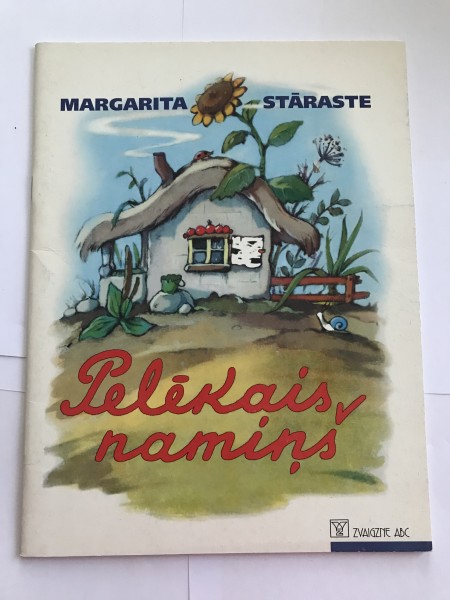 MARGARITA STĀRASTE
Pelēkais
namiņš
ZVAIGZNE ABC